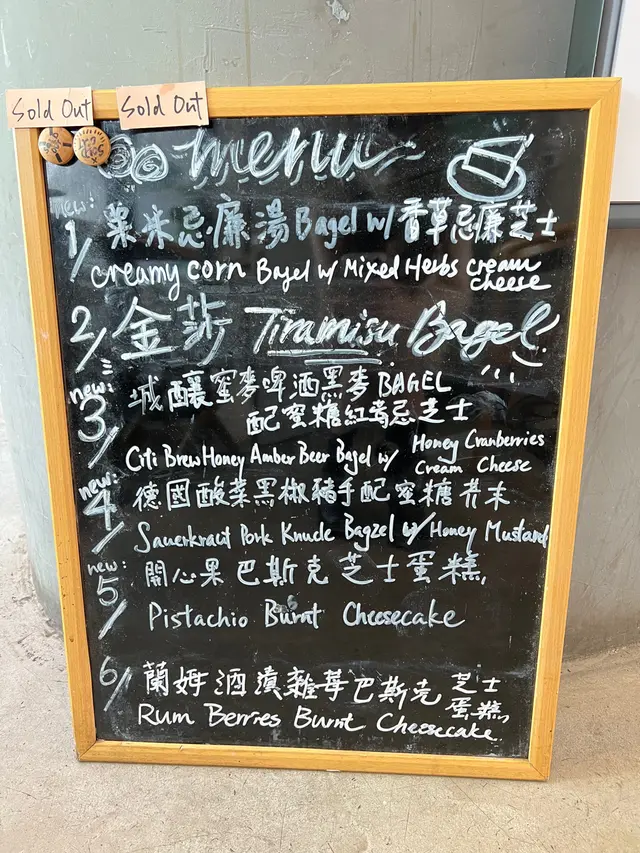 Sold Out
Sold Out
menu
new:
1/ 粟米忌廉湯 Bagel w/ 香草忌廉芝士
creamy corn Bagel w/ Mixed Herbs cream cheese
2/ 金莎 Tiramisu Bagel
new:
3/ 城釀蜜麥啤酒黑麥 BAGEL
配蜜糖紅莓忌芝士
Citi Brew Honey Amber Beer Bagel w/ Honey Cranberries Cream Cheese
new:
4/ 德國酸菜黑椒豬手配蜜糖芥末
Sauerkraut Pork Knucle Bagzel w/ Honey Mustard
new:
5/ 開心果巴斯克芝士蛋糕
Pistachio Burnt Cheesecake
6/ 蘭姆酒漬雜莓巴斯克芝士蛋糕
Rum Berries Burnt Cheesecake